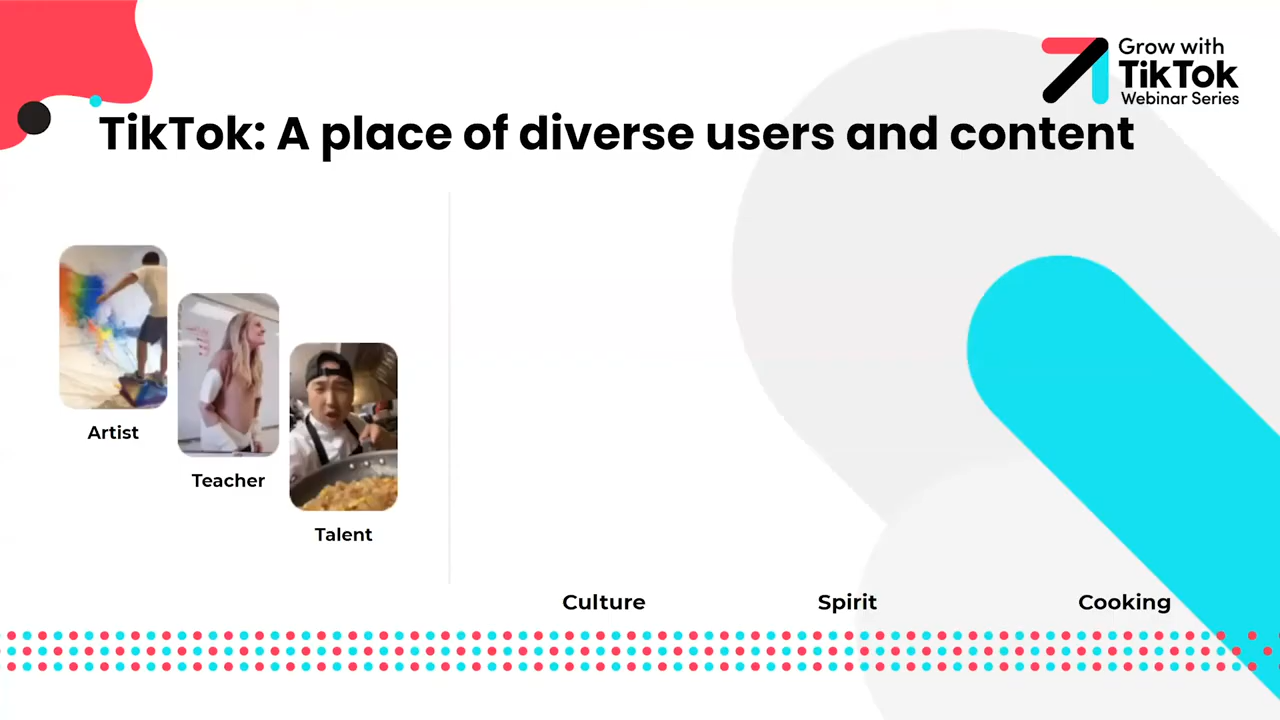 Grow with
TikTok
Webinar Series
TikTok: A place of diverse users and content
Artist
Teacher
Talent
Culture
Spirit
Cooking